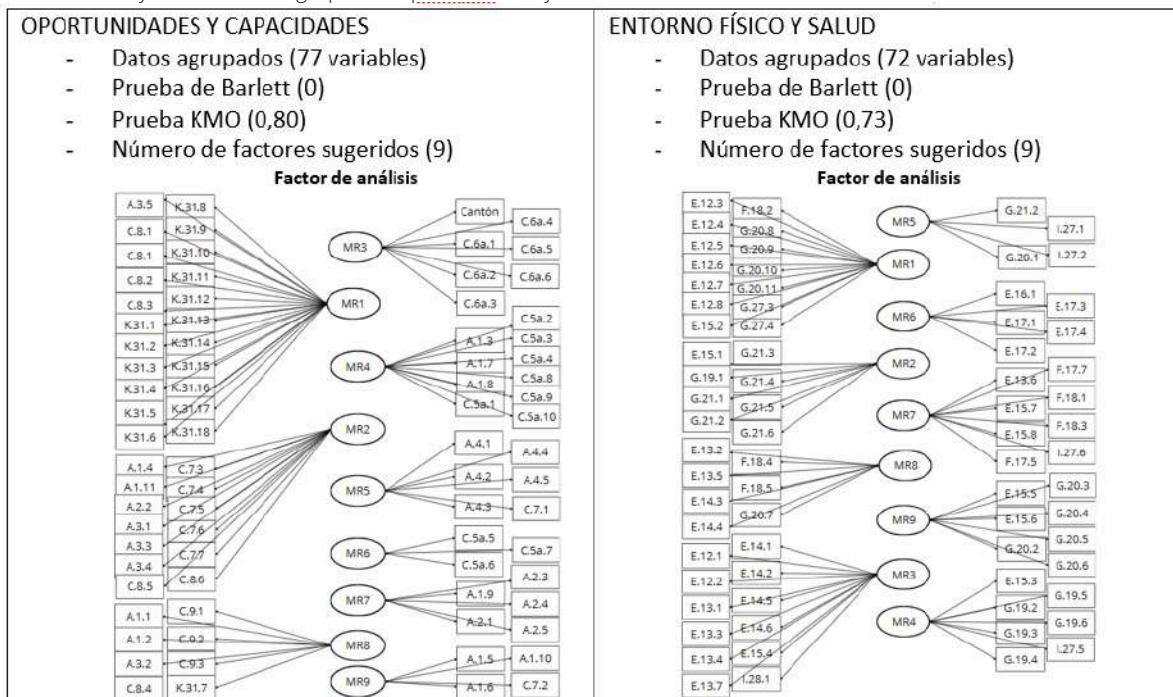 OPORTUNIDADES Y CAPACIDADES
- Datos agrupados (77 variables)
- Prueba de Barlett (0)
- Prueba KMO (0,80)
- Número de factores sugeridos (9)
Factor de análisis
A.3.5 K.31.8
C.8.1 K.31.9
C.8.1 K.31.10
C.8.2 K.31.11
C.8.3 K.31.12
K.31.1 K.31.13
K.31.2 K.31.14
K.31.3 K.31.15
K.31.4 K.31.16
K.31.5 K.31.17
K.31.6 K.31.18
A.1.4 C.7.3
A.1.11 C.7.4
A.2.2 C.7.5
A.3.1 C.7.6
A.3.3 C.7.7
A.3.4 C.8.6
C.8.5
A.1.1 C.9.1
A.1.2 C.9.2
A.3.2 C.9.3
C.8.4 K.31.7
MR3
MR1
MR4
MR2
MR5
MR6
MR7
MR8
MR9
Cantón C.6a.4
C.6a.1 C.6a.5
C.6a.2 C.6a.6
C.6a.3
C.5a.2
A.1.3 C.5a.3
A.1.7 C.5a.4
A.1.8 C.5a.8
C.5a.1 C.5a.9
C.5a.10
A.4.1 A.4.4
A.4.2 A.4.5
A.4.3 C.7.1
C.5a.5 C.5a.7
C.5a.6
A.1.9 A.2.3
A.2.1 A.2.4
A.2.5
A.1.5 A.1.10
A.1.6 C.7.2
ENTORNO FÍSICO Y SALUD
- Datos agrupados (72 variables)
- Prueba de Barlett (0)
- Prueba KMO (0,73)
- Número de factores sugeridos (9)
Factor de análisis
E.12.3 F.18.2
E.12.4 G.20.8
E.12.5 G.20.9
E.12.6 G.20.10
E.12.7 G.20.11
E.12.8 G.27.3
E.15.2 G.27.4
E.15.1 G.21.3
G.19.1 G.21.4
G.21.1 G.21.5
G.21.2 G.21.6
E.13.2 F.18.4
E.13.5 F.18.5
E.14.3 G.20.7
E.14.4
E.12.1 E.14.1
E.12.2 E.14.2
E.13.1 E.14.5
E.13.3 E.14.6
E.13.4 E.15.4
E.13.7 I.28.1
MR5
MR1
MR6
MR2
MR7
MR8
MR9
MR3
MR4
G.21.2 I.27.1
G.20.1 I.27.2
E.16.1 E.17.3
E.17.1 E.17.4
E.17.2
E.13.6 F.17.7
E.15.7 F.18.1
E.15.8 F.18.3
F.17.5 I.27.6
E.15.5 G.20.3
E.15.6 G.20.4
G.20.2 G.20.5
G.20.6
E.15.3 G.19.5
G.19.2 G.19.6
G.19.3 I.27.5
G.19.4